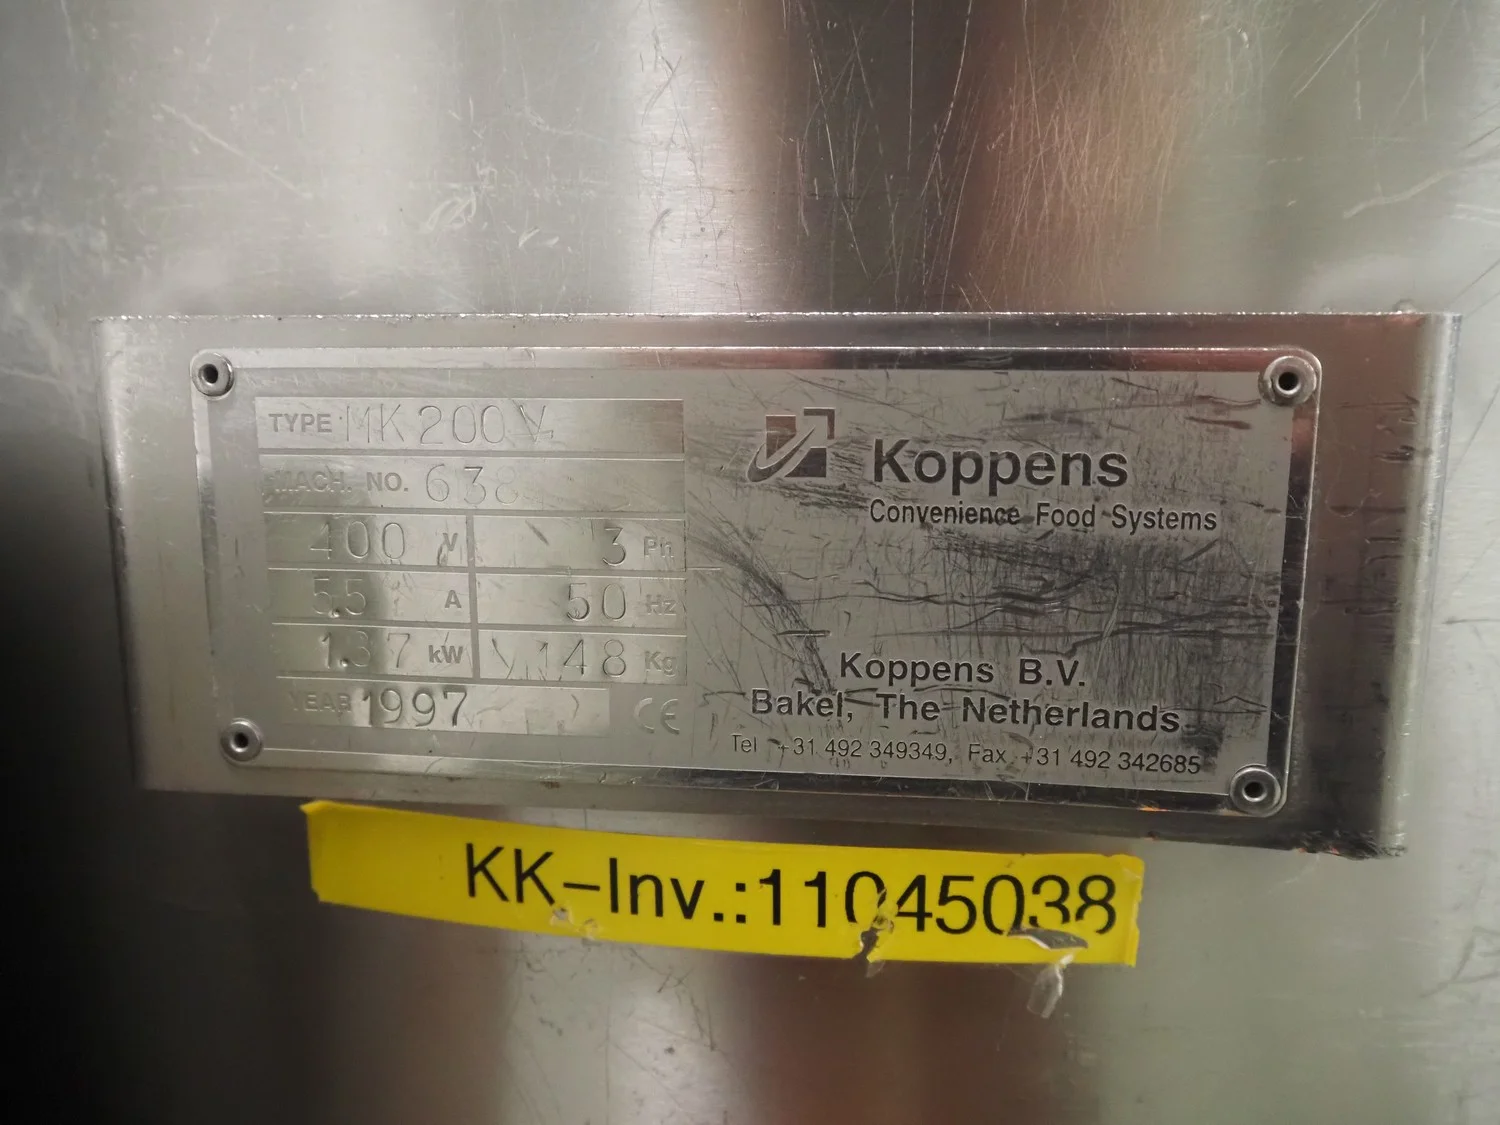 TYPE MK200V
MACH. NO. 638
400 V 3 Ph
5.5 A 50 Hz
1.37 kW 148 Kg
YEAR 1997 CE
Koppens
Convenience Food Systems
Koppens B.V.
Bakel, The Netherlands
Tel +31 492 349349, Fax +31 492 342685
KK-Inv.:11045038